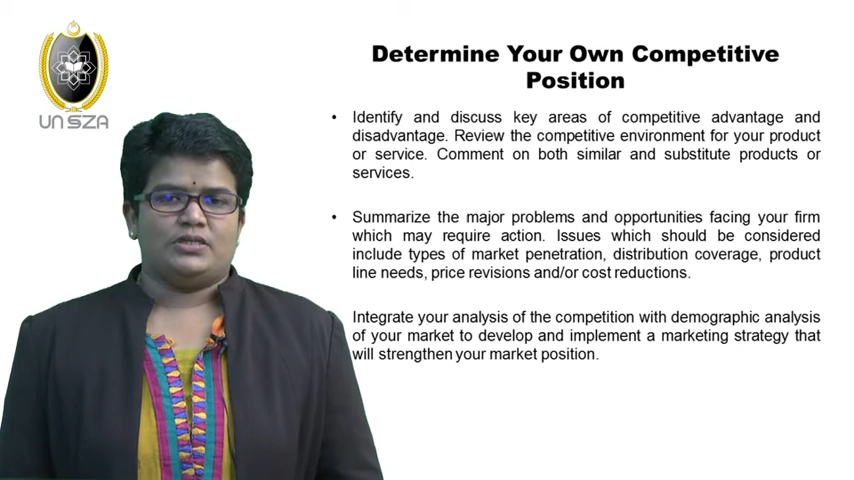 UNSZA
Determine Your Own Competitive
Position
• Identify and discuss key areas of competitive advantage and
disadvantage. Review the competitive environment for your product
or service. Comment on both similar and substitute products or
services.
• Summarize the major problems and opportunities facing your firm
which may require action. Issues which should be considered
include types of market penetration, distribution coverage, product
line needs, price revisions and/or cost reductions.
Integrate your analysis of the competition with demographic analysis
of your market to develop and implement a marketing strategy that
will strengthen your market position.